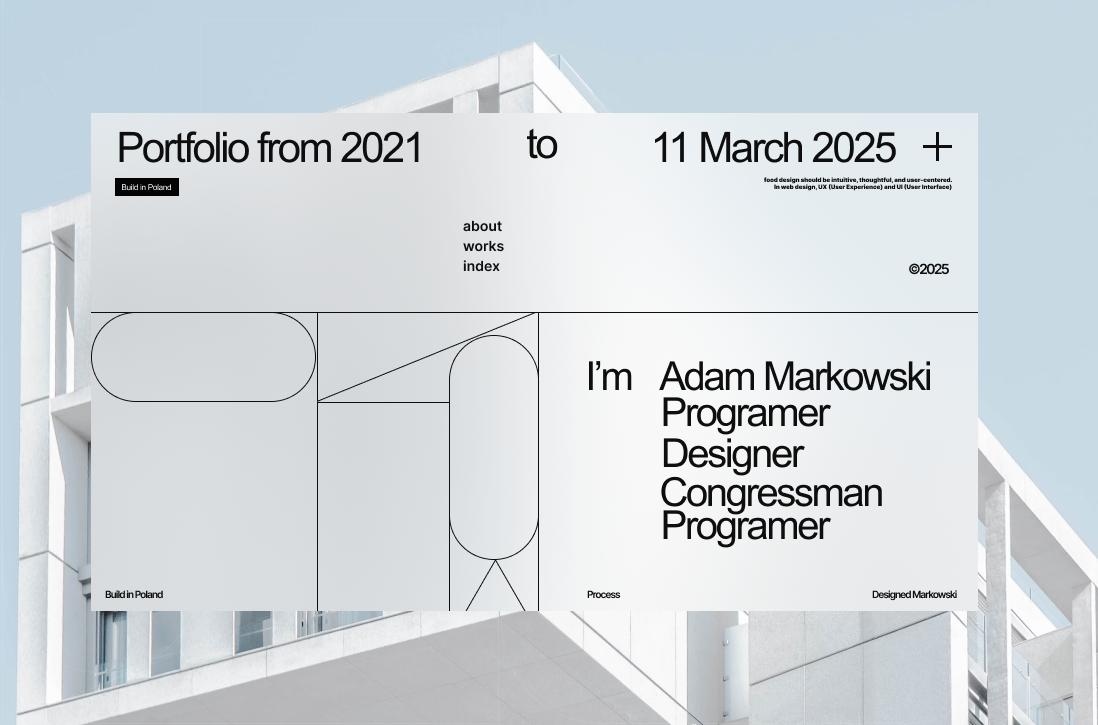 Portfolio from 2021 to 11 March 2025 +
Build in Poland
food design should be intuitive, thoughtful, and user-centered.
In web design, UX (User Experience) and UI (User Interface)
about
works
index
©2025
I'm Adam Markowski
Programer
Designer
Congressman
Programer
Build in Poland
Process
Designed Markowski